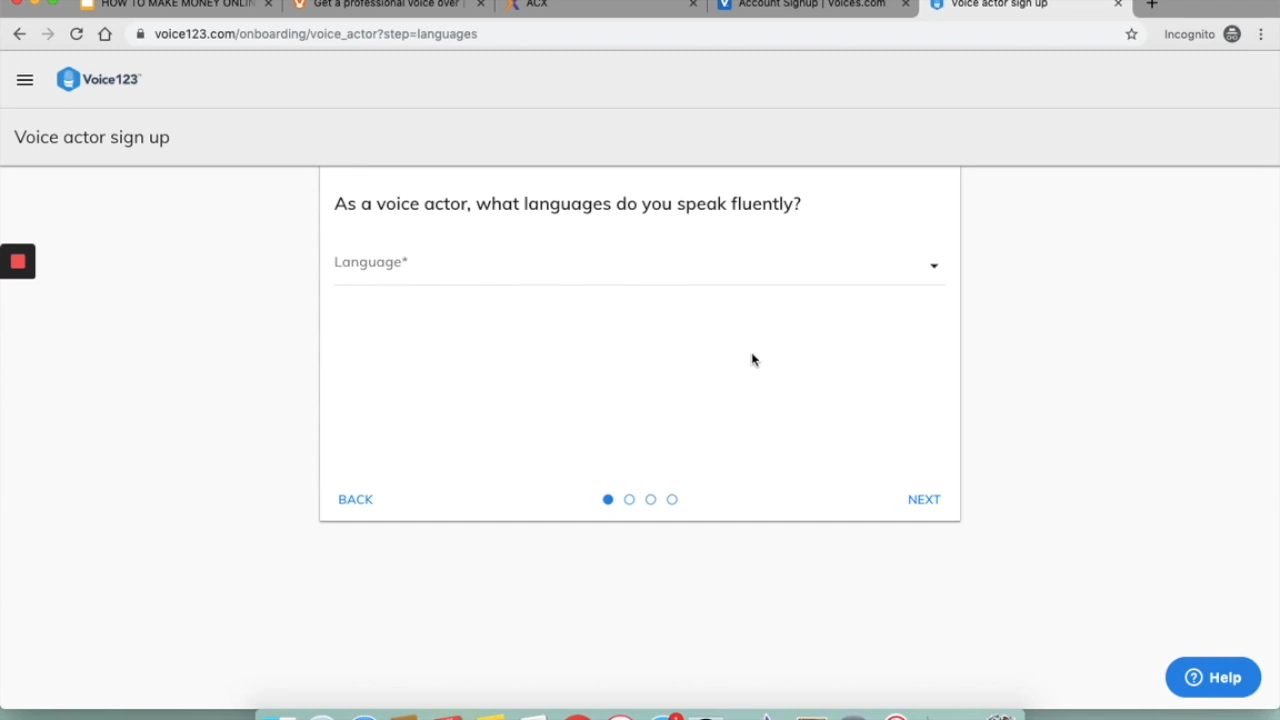 HOW TO MAKE MONEY ONLIN
Get a professional voice over
ACX
Account Signup | Voices.com
Voice actor sign up
voice123.com/onboarding/voice_actor?step=languages
Incognito
Voice123
Voice actor sign up
As a voice actor, what languages do you speak fluently?
Language*
BACK
NEXT
Help